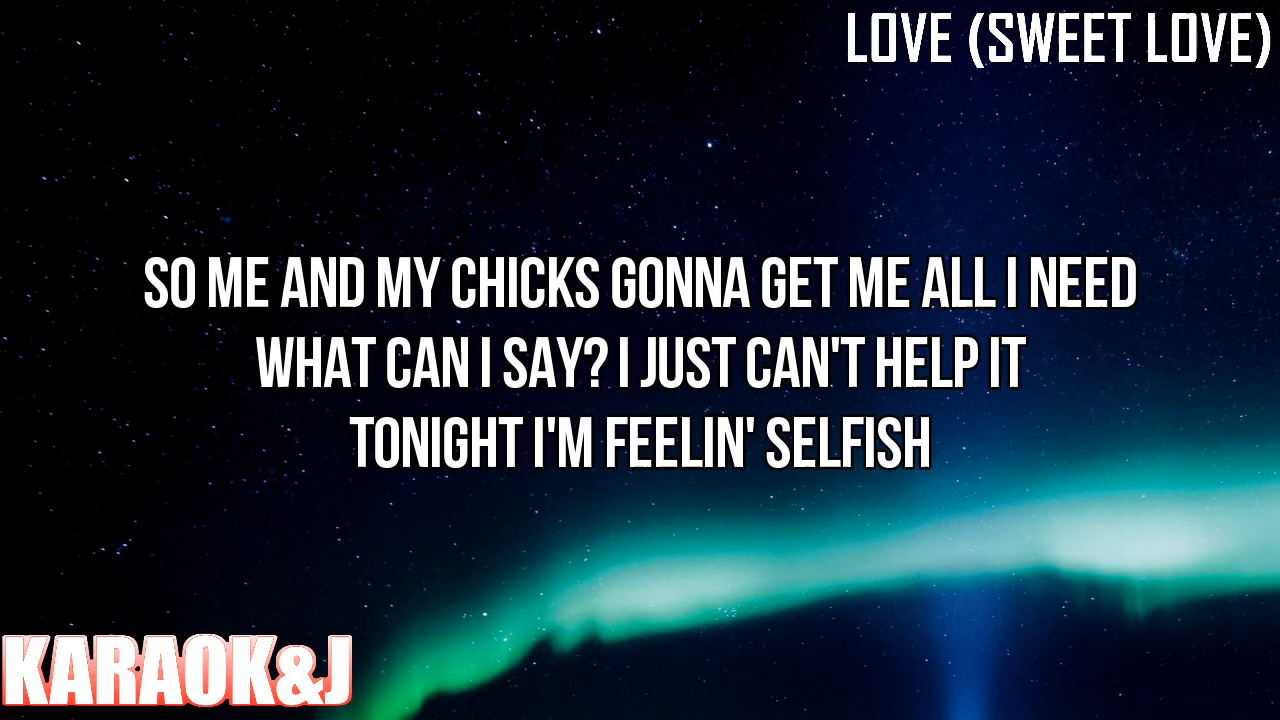 LOVE (SWEET LOVE)
SO ME AND MY CHICKS GONNA GET ME ALL I NEED
WHAT CAN I SAY? I JUST CAN'T HELP IT
TONIGHT I'M FEELIN' SELFISH
KARAOK&J